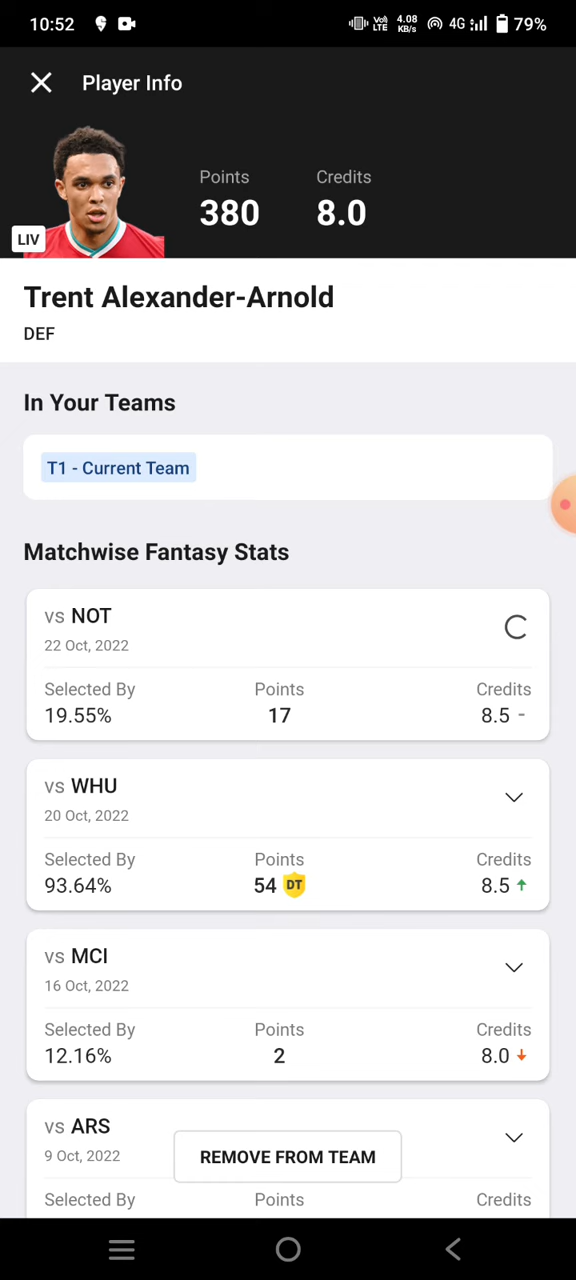 10:52 Vo) LTE 4.08 KB/s 4G 79%
Player Info
Points Credits
380 8.0
LIV
Trent Alexander-Arnold
DEF
In Your Teams
T1 - Current Team
Matchwise Fantasy Stats
vs NOT
22 Oct, 2022
Selected By Points Credits
19.55% 17 8.5 -
vs WHU
20 Oct, 2022
Selected By Points Credits
93.64% 54 DT 8.5
vs MCI
16 Oct, 2022
Selected By Points Credits
12.16% 2 8.0
vs ARS
9 Oct, 2022
REMOVE FROM TEAM
Selected By Points Credits